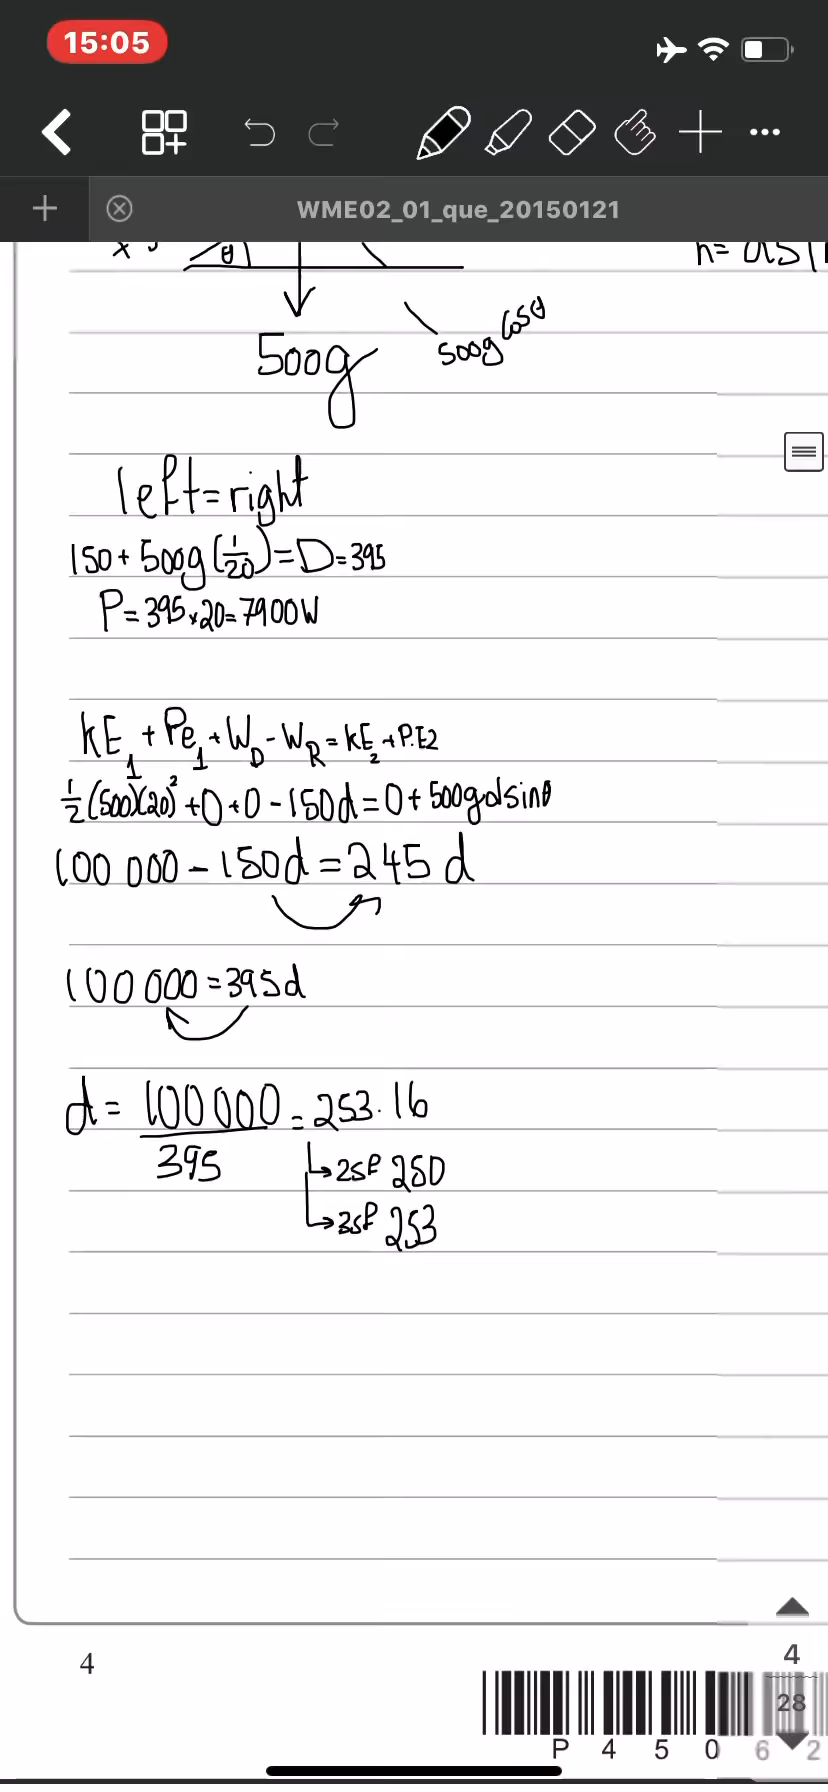 15:05
WME02_01_que_20150121
θ
500g
500g cosθ
left=right
150+500g(1/20)=D=395
P=395×20=7900W
KE1+Pe1+WD-WR=KE2+P.E2
1/2(500)(20)²+0+0-150d=0+500gdsinθ
100 000-150d=245d
100 000=395d
d=100 000/395=253.16
↳2sf 250
↳3sf 253
4
4
28
P 4 5 0 6 2